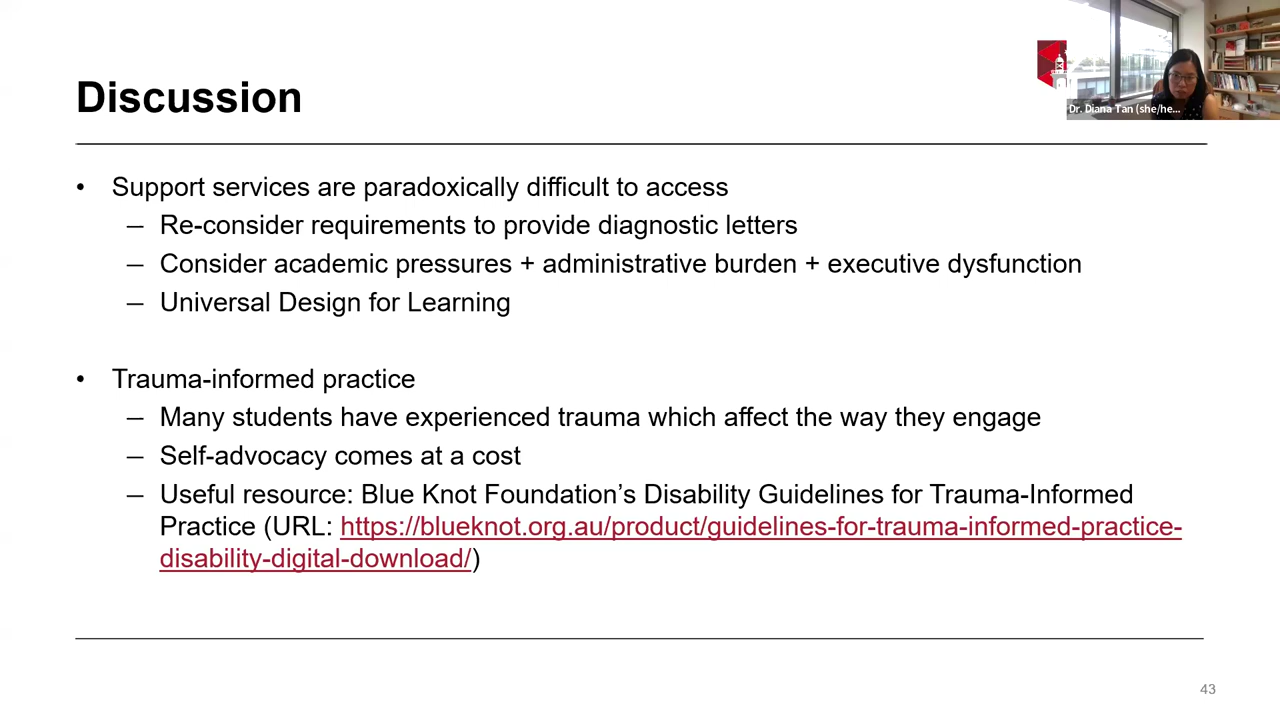 Discussion
Dr. Diana Tan (she/he...
• Support services are paradoxically difficult to access
– Re-consider requirements to provide diagnostic letters
– Consider academic pressures + administrative burden + executive dysfunction
– Universal Design for Learning
• Trauma-informed practice
– Many students have experienced trauma which affect the way they engage
– Self-advocacy comes at a cost
– Useful resource: Blue Knot Foundation’s Disability Guidelines for Trauma-Informed
Practice (URL: https://blueknot.org.au/product/guidelines-for-trauma-informed-practice-
disability-digital-download/)
43